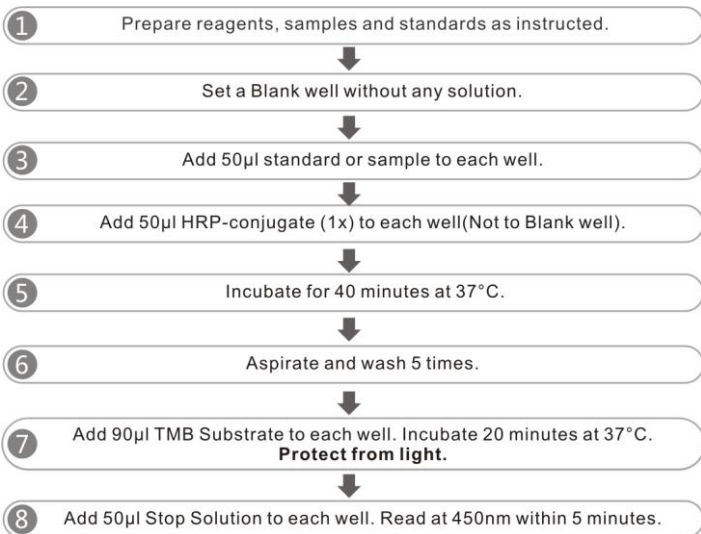 1 Prepare reagents, samples and standards as instructed.
2 Set a Blank well without any solution.
3 Add 50μl standard or sample to each well.
4 Add 50μl HRP-conjugate (1x) to each well(Not to Blank well).
5 Incubate for 40 minutes at 37°C.
6 Aspirate and wash 5 times.
7 Add 90μl TMB Substrate to each well. Incubate 20 minutes at 37°C.
Protect from light.
8 Add 50μl Stop Solution to each well. Read at 450nm within 5 minutes.